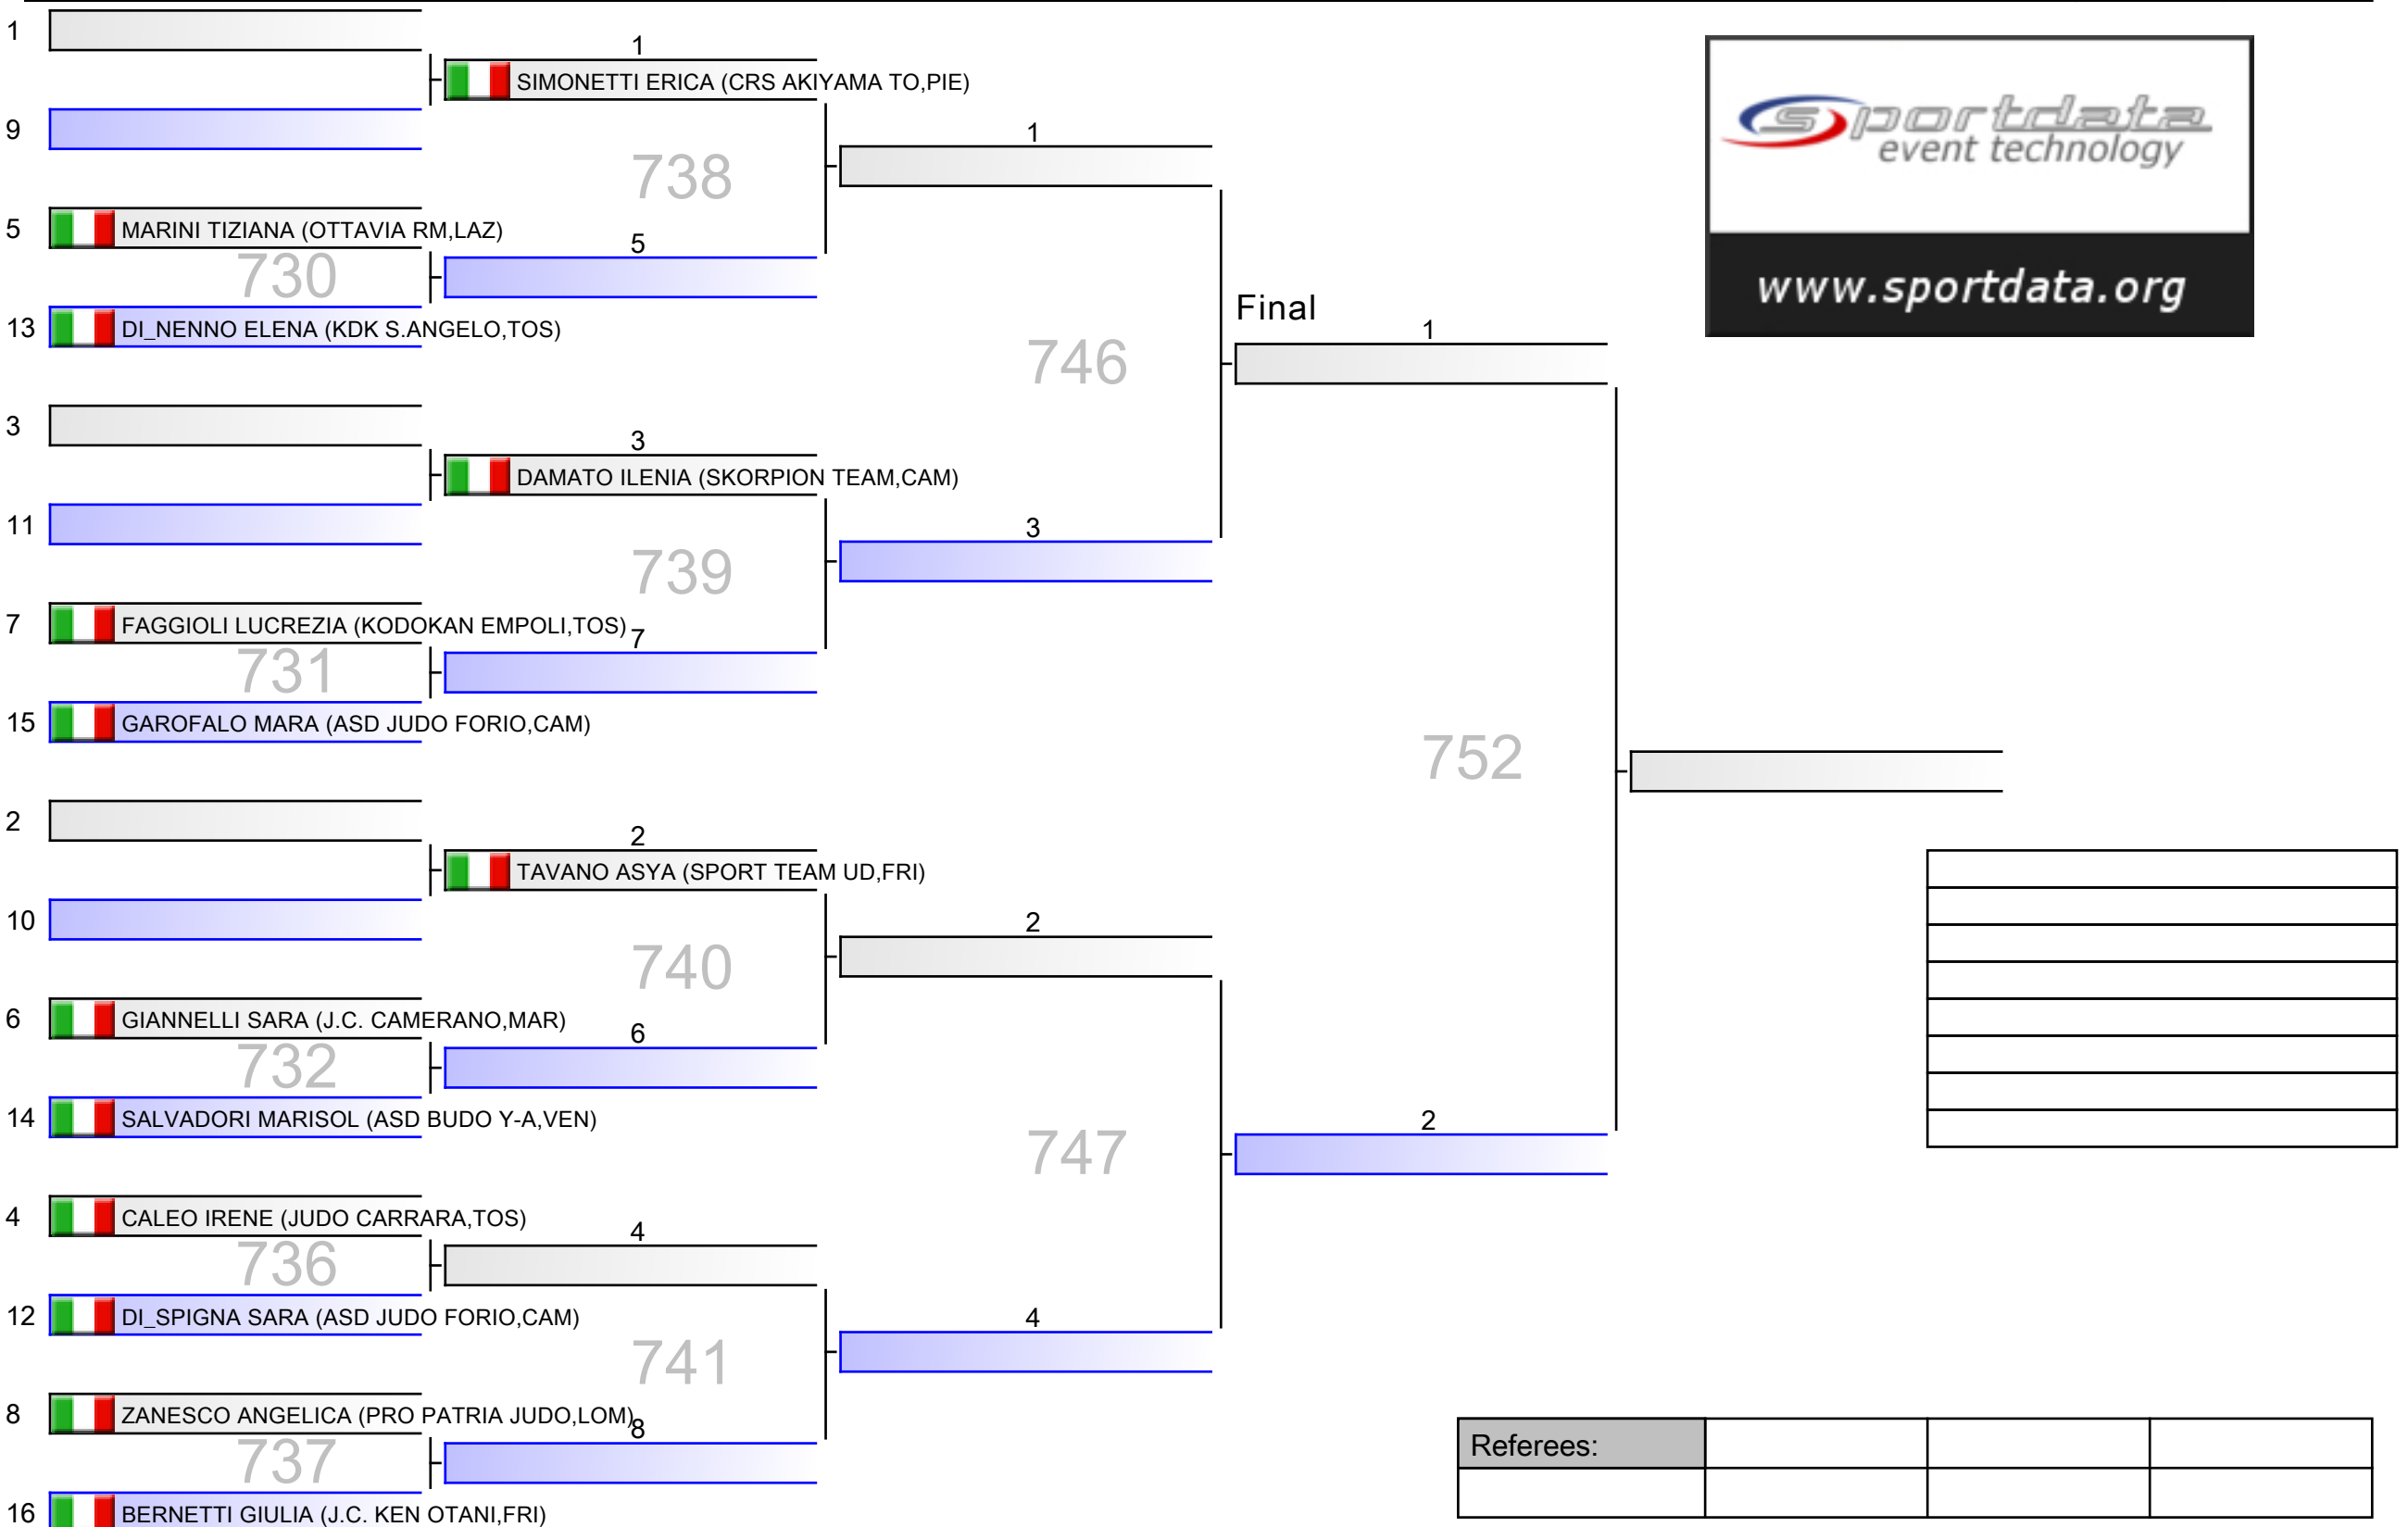 1
1
SIMONETTI ERICA (CRS AKIYAMA TO,PIE)
9
738
1
5
MARINI TIZIANA (OTTAVIA RM,LAZ)
5
730
13
DI_NENNO ELENA (KDK S.ANGELO,TOS)
746
Final
1
3
3
DAMATO ILENIA (SKORPION TEAM,CAM)
11
739
3
7
FAGGIOLI LUCREZIA (KODOKAN EMPOLI,TOS)
7
731
15
GAROFALO MARA (ASD JUDO FORIO,CAM)
752
2
2
TAVANO ASYA (SPORT TEAM UD,FRI)
10
740
2
6
GIANNELLI SARA (J.C. CAMERANO,MAR)
6
732
14
SALVADORI MARISOL (ASD BUDO Y-A,VEN)
747
2
4
CALEO IRENE (JUDO CARRARA,TOS)
4
736
12
DI_SPIGNA SARA (ASD JUDO FORIO,CAM)
741
4
8
ZANESCO ANGELICA (PRO PATRIA JUDO,LOM)
8
737
16
BERNETTI GIULIA (J.C. KEN OTANI,FRI)
sportdata
event technology
www.sportdata.org
Referees: